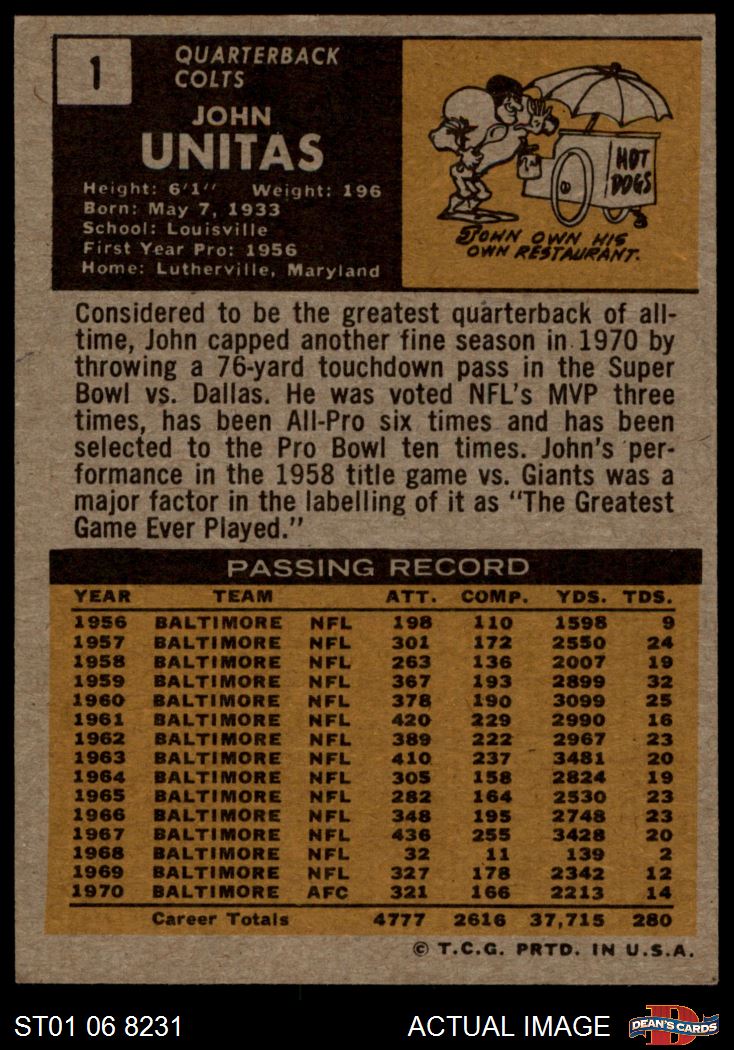 1
QUARTERBACK
COLTS
JOHN
UNITAS
Height: 6'1" Weight: 196
Born: May 7, 1933
School: Louisville
First Year Pro: 1956
Home: Lutherville, Maryland
HOT
DOGS
JOHN OWN HIS
OWN RESTAURANT.
Considered to be the greatest quarterback of all-
time, John capped another fine season in 1970 by
throwing a 76-yard touchdown pass in the Super
Bowl vs. Dallas. He was voted NFL's MVP three
times, has been All-Pro six times and has been
selected to the Pro Bowl ten times. John's per-
formance in the 1958 title game vs. Giants was a
major factor in the labelling of it as "The Greatest
Game Ever Played."
PASSING RECORD
YEAR TEAM ATT. COMP. YDS. TDS.
1956 BALTIMORE NFL 198 110 1598 9
1957 BALTIMORE NFL 301 172 2550 24
1958 BALTIMORE NFL 263 136 2007 19
1959 BALTIMORE NFL 367 193 2899 32
1960 BALTIMORE NFL 378 190 3099 25
1961 BALTIMORE NFL 420 229 2990 16
1962 BALTIMORE NFL 389 222 2967 23
1963 BALTIMORE NFL 410 237 3481 20
1964 BALTIMORE NFL 305 158 2824 19
1965 BALTIMORE NFL 282 164 2530 23
1966 BALTIMORE NFL 348 195 2748 23
1967 BALTIMORE NFL 436 255 3428 20
1968 BALTIMORE NFL 32 11 139 2
1969 BALTIMORE NFL 327 178 2342 12
1970 BALTIMORE AFC 321 166 2213 14
Career Totals 4777 2616 37,715 280
© T.C.G. PRTD. IN U.S.A.
ST01 06 8231 ACTUAL IMAGE D DEAN'S CARDS